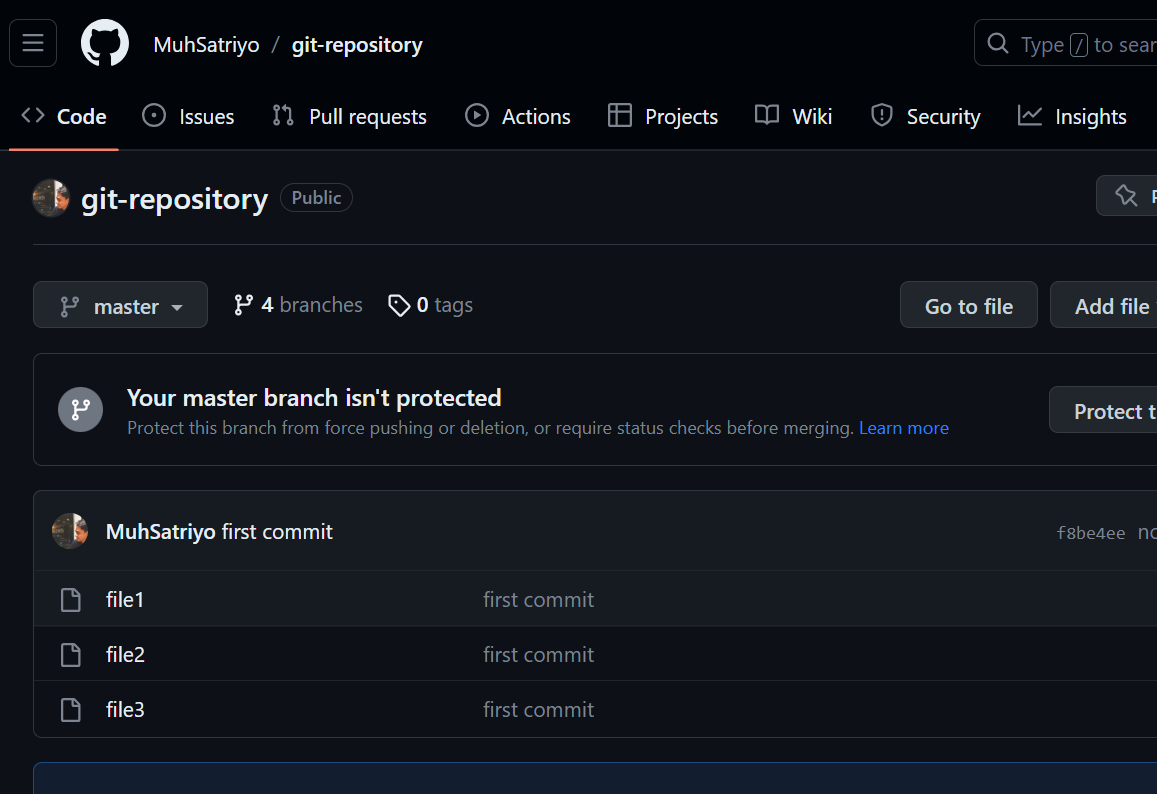 MuhSatriyo / git-repository
Type / to sear
Code Issues Pull requests Actions Projects Wiki Security Insights
git-repository Public
master 4 branches 0 tags Go to file Add file
Your master branch isn't protected
Protect this branch from force pushing or deletion, or require status checks before merging. Learn more
Protect t
MuhSatriyo first commit f8be4ee
file1 first commit
file2 first commit
file3 first commit